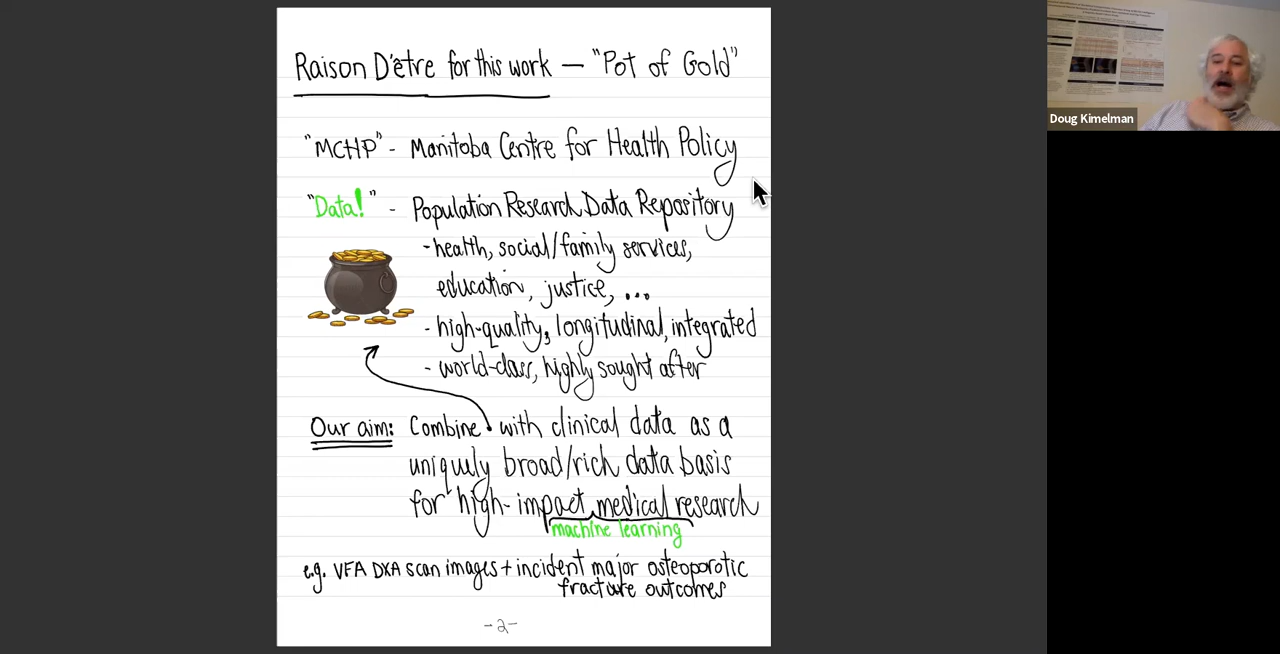 Raison D'être for this work — "Pot of Gold"
"MCHP" - Manitoba Centre for Health Policy
"Data!" - Population Research Data Repository
- health, social/family services,
education, justice, ...
- high-quality, longitudinal, integrated
- world-class, highly sought after
Our aim: Combine with clinical data as a
uniquely broad/rich data basis
for high-impact medical research
machine learning
e.g. VFA DXA scan images + incident major osteoporotic
fracture outcomes
-2-
Doug Kimelman